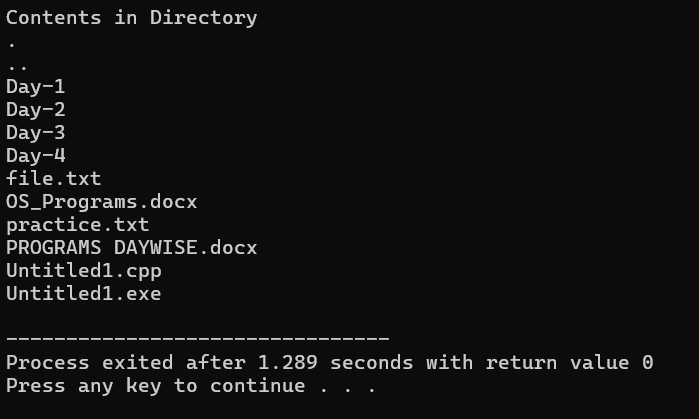 Contents in Directory
.
..
Day-1
Day-2
Day-3
Day-4
file.txt
OS_Programs.docx
practice.txt
PROGRAMS DAYWISE.docx
Untitled1.cpp
Untitled1.exe
--------------------------------
Process exited after 1.289 seconds with return value 0
Press any key to continue . . .